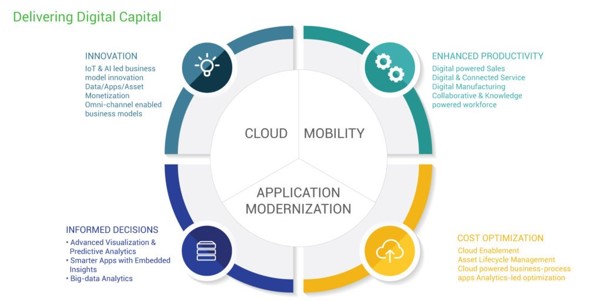 Delivering Digital Capital
INNOVATION
IoT & AI led business
model innovation
Data/Apps/Asset
Monetization
Omni-channel enabled
business models
ENHANCED PRODUCTIVITY
Digital powered Sales
Digital & Connected Service
Digital Manufacturing
Collaborative & Knowledge
powered workforce
CLOUD
MOBILITY
APPLICATION
MODERNIZATION
INFORMED DECISIONS
• Advanced Visualization &
Predictive Analytics
• Smarter Apps with Embedded
Insights
• Big-data Analytics
COST OPTIMIZATION
Cloud Enablement
Asset Lifecycle Management
Cloud powered business-process
apps Analytics-led optimization